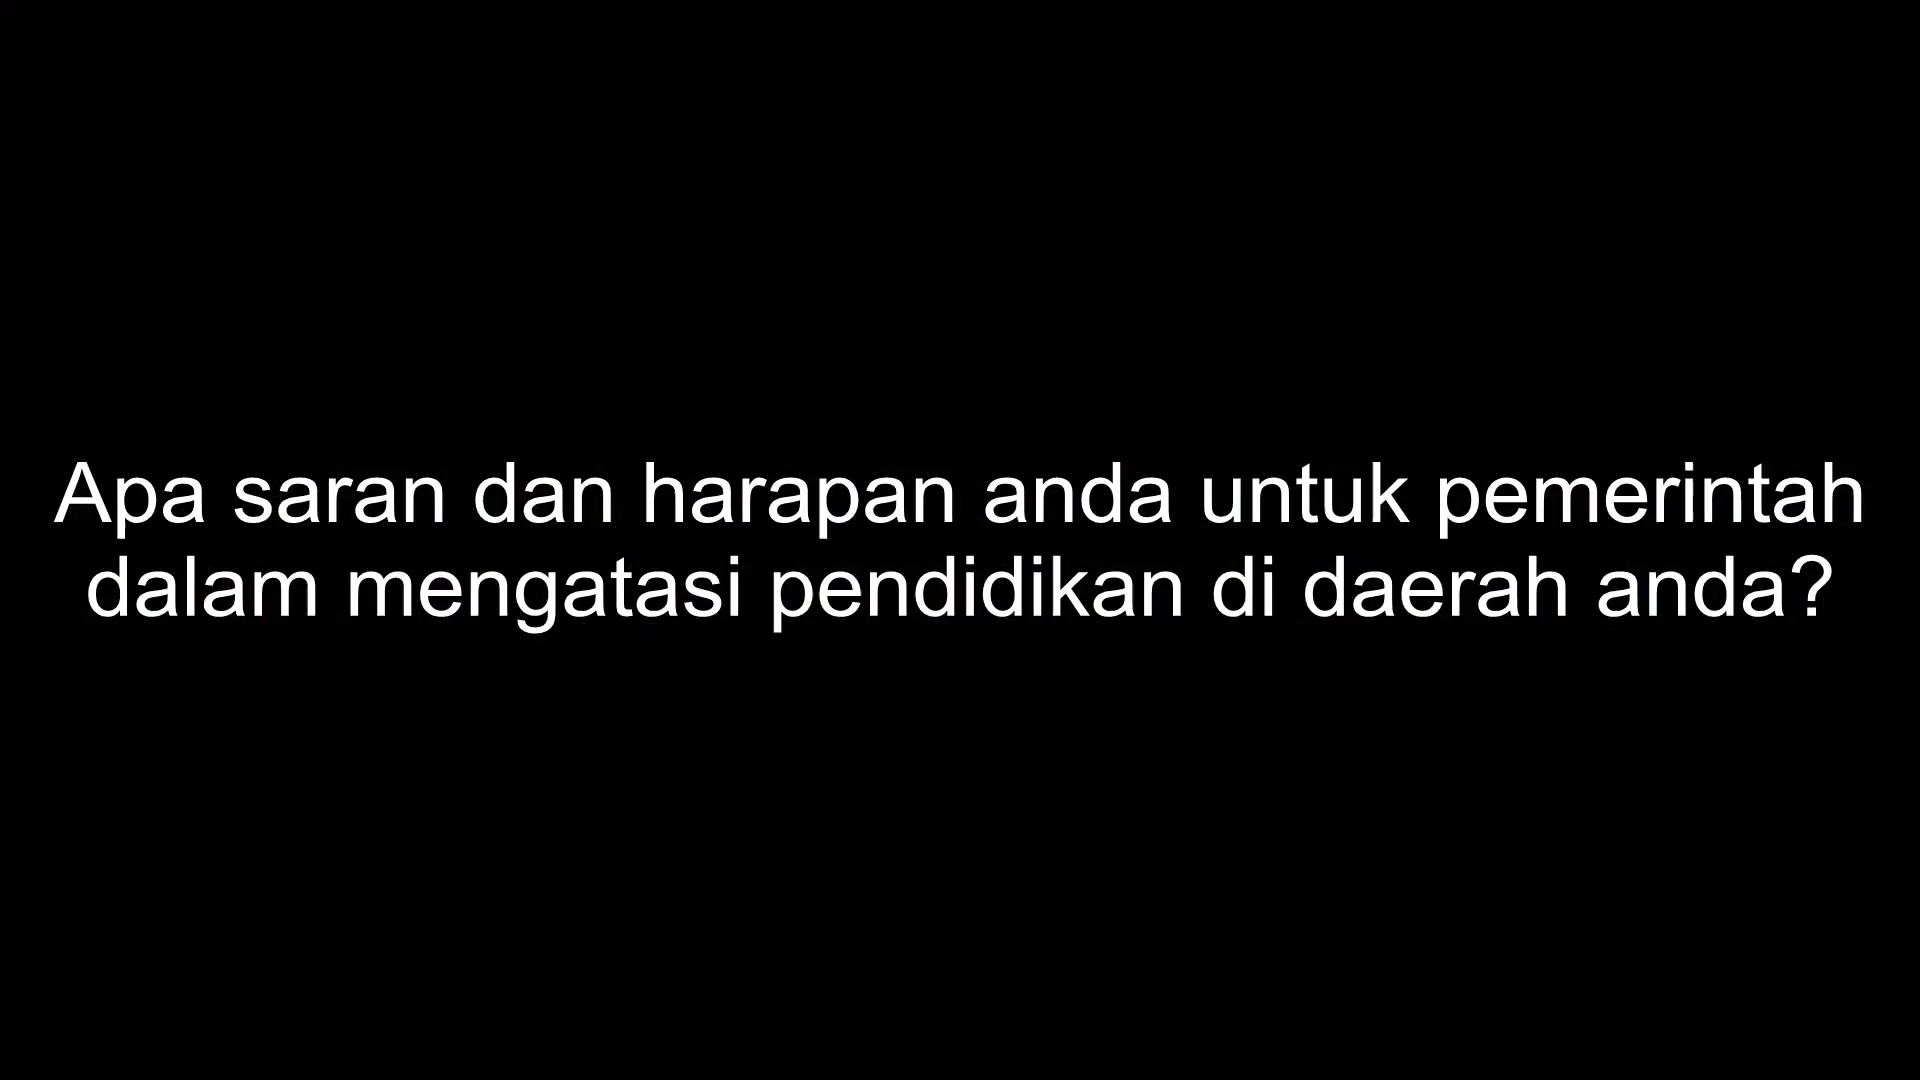 Apa saran dan harapan anda untuk pemerintah
dalam mengatasi pendidikan di daerah anda?